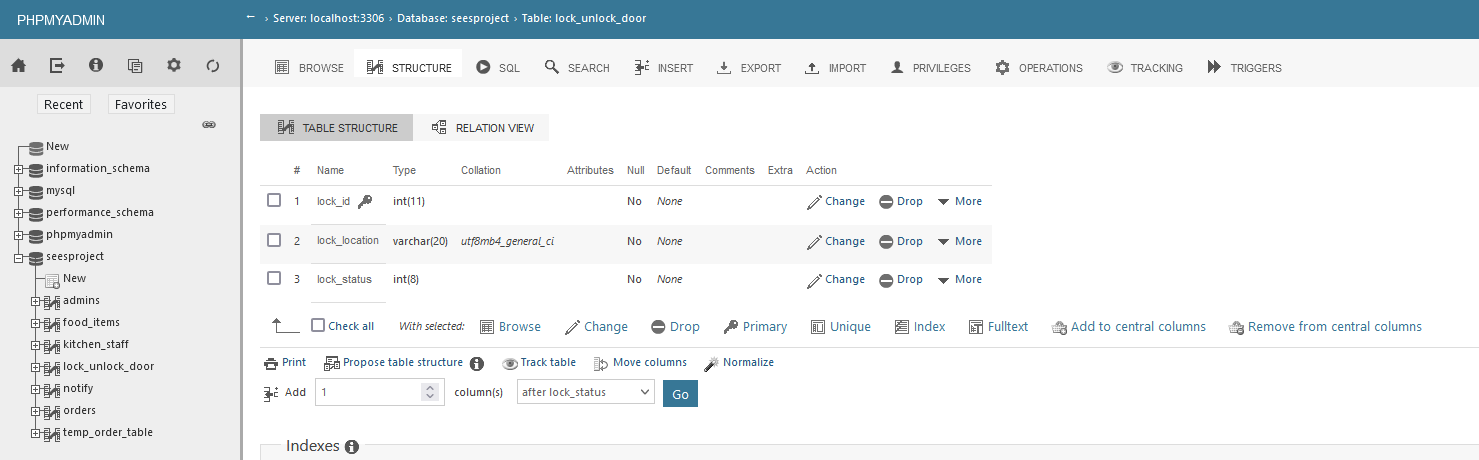 PHPMYADMIN
← › Server: localhost:3306 › Database: seesproject › Table: lock_unlock_door
Recent Favorites
New
information_schema
mysql
performance_schema
phpmyadmin
seesproject
New
admins
food_items
kitchen_staff
lock_unlock_door
notify
orders
temp_order_table
BROWSE STRUCTURE SQL SEARCH INSERT EXPORT IMPORT PRIVILEGES OPERATIONS TRACKING TRIGGERS
TABLE STRUCTURE RELATION VIEW
# Name Type Collation Attributes Null Default Comments Extra Action
1 lock_id int(11) No None Change Drop More
2 lock_location varchar(20) utf8mb4_general_ci No None Change Drop More
3 lock_status int(8) No None Change Drop More
Check all With selected: Browse Change Drop Primary Unique Index Fulltext Add to central columns Remove from central columns
Print Propose table structure Track table Move columns Normalize
Add 1 column(s) after lock_status Go
Indexes